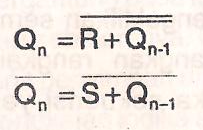 Qₙ = R + Qₙ₋₁
Qₙ = S + Qₙ₋₁